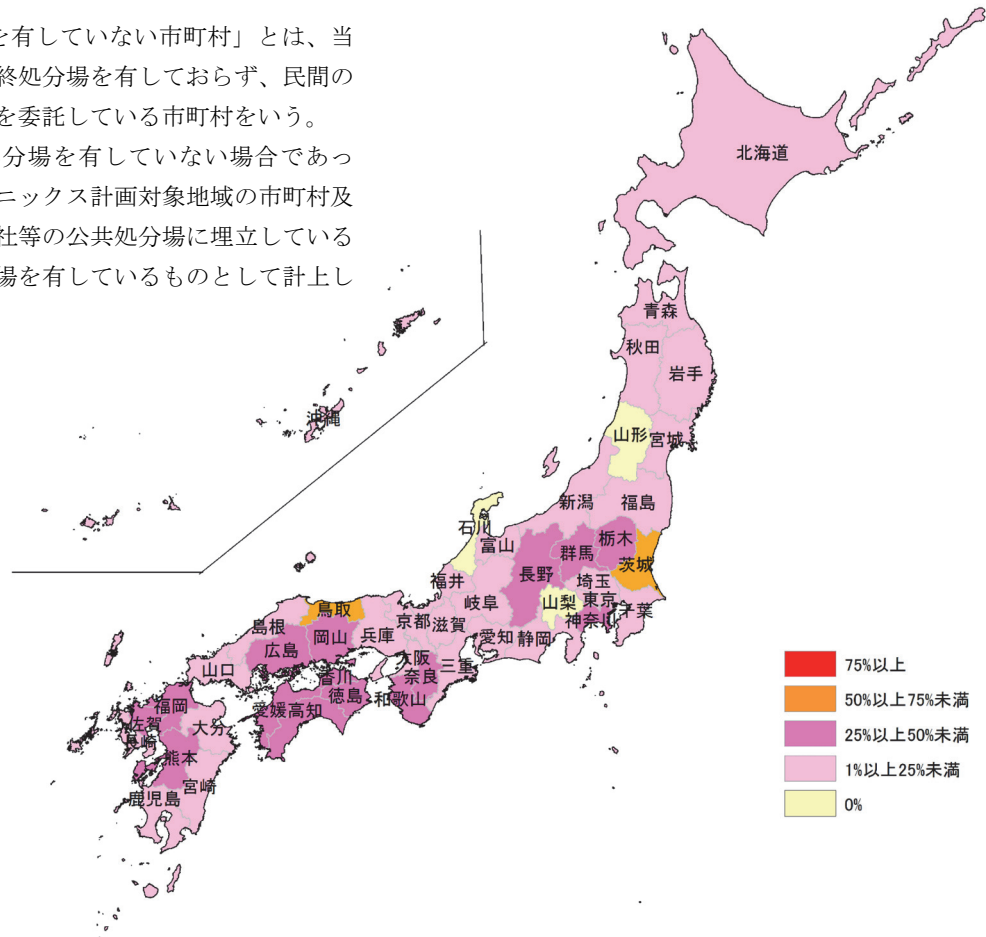 を有していない市町村」とは、当
終処分場を有しておらず、民間の
を委託している市町村をいう。
分場を有していない場合であっ
ニックス計画対象地域の市町村及
社等の公共処分場に埋立している
場を有しているものとして計上し
北海道
青森
秋田
岩手
沖縄
山形
宮城
新潟
福島
石川
富山
栃木
群馬
茨城
長野
埼玉
福井
岐阜
山梨
東京
千葉
神奈川
鳥取
島根
京都
滋賀
愛知
静岡
岡山
兵庫
広島
大阪
三重
山口
奈良
香川
徳島
和歌山
愛媛
高知
福岡
佐賀
大分
長崎
熊本
宮崎
鹿児島
75%以上
50%以上75%未満
25%以上50%未満
1%以上25%未満
0%